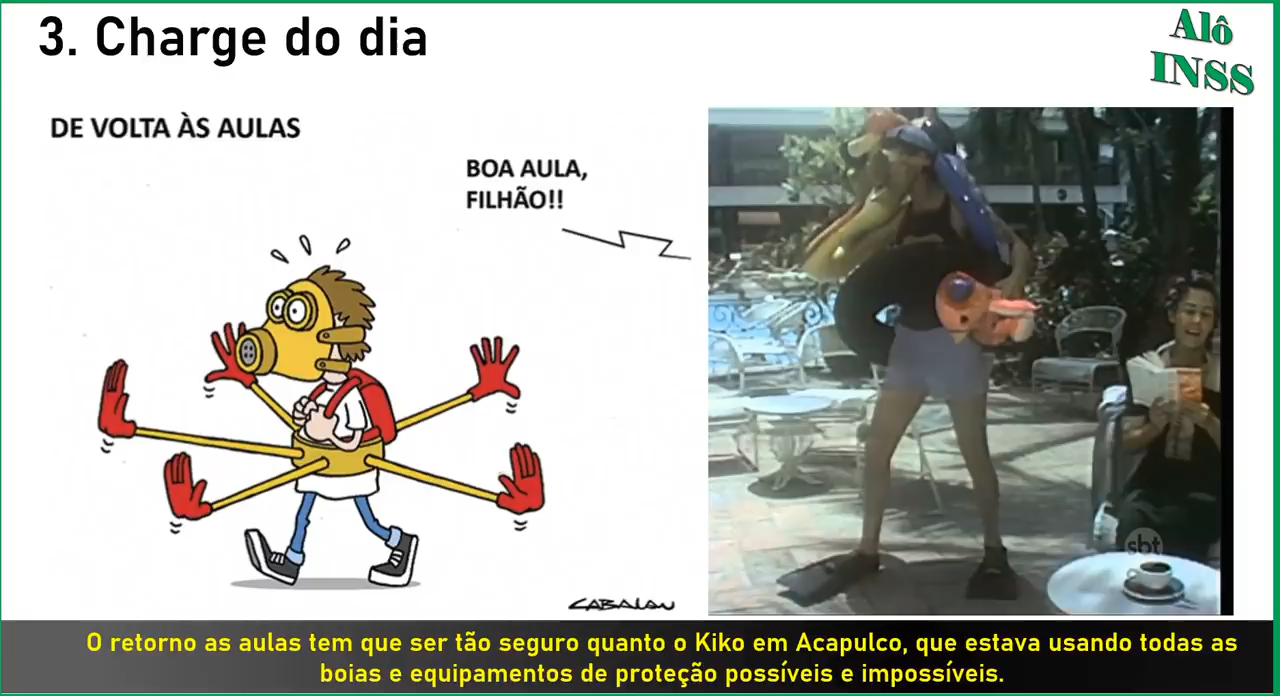 3. Charge do dia
Alô
INSS
DE VOLTA ÀS AULAS
BOA AULA,
FILHÃO!!
CABALAU
sbt
O retorno as aulas tem que ser tão seguro quanto o Kiko em Acapulco, que estava usando todas as
boias e equipamentos de proteção possíveis e impossíveis.